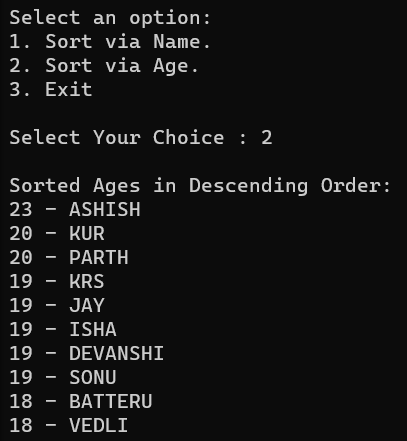 Select an option:
1. Sort via Name.
2. Sort via Age.
3. Exit
Select Your Choice : 2
Sorted Ages in Descending Order:
23 - ASHISH
20 - KUR
20 - PARTH
19 - KRS
19 - JAY
19 - ISHA
19 - DEVANSHI
19 - SONU
18 - BATTERU
18 - VEDLI